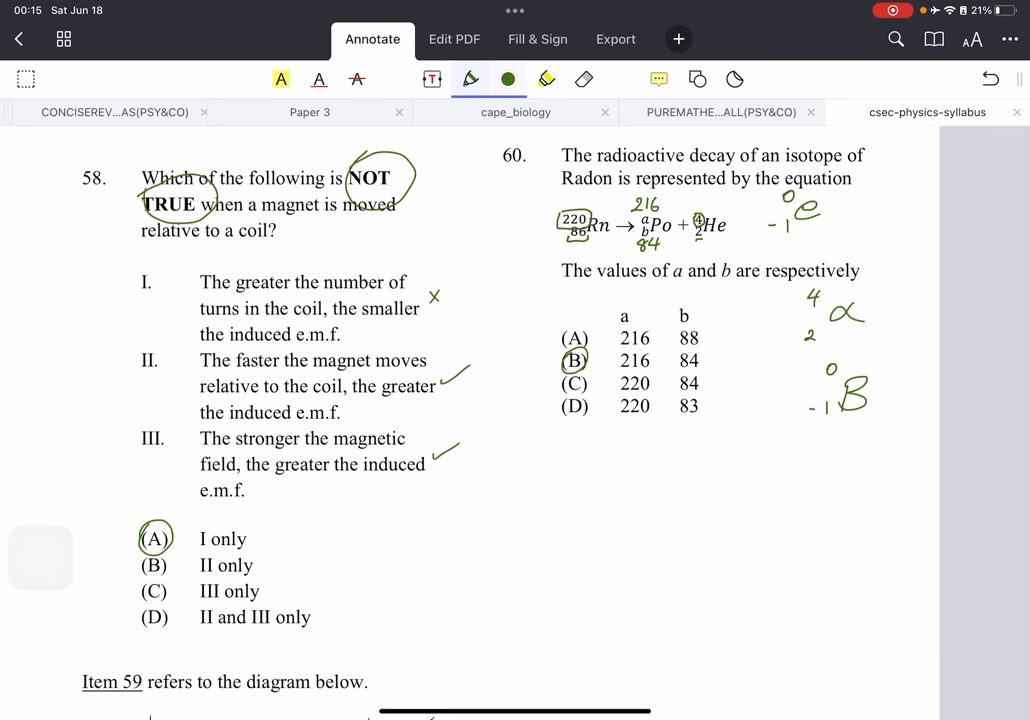 00:15 Sat Jun 18
21%
Annotate Edit PDF Fill & Sign Export
CONCISEREV...AS(PSY&CO) Paper 3 cape_biology PUREMATHE...ALL(PSY&CO) csec-physics-syllabus
58. Which of the following is NOT
TRUE when a magnet is moved
relative to a coil?
I. The greater the number of
turns in the coil, the smaller
the induced e.m.f.
x
II. The faster the magnet moves
relative to the coil, the greater
the induced e.m.f.
III. The stronger the magnetic
field, the greater the induced
e.m.f.
(A) I only
(B) II only
(C) III only
(D) II and III only
Item 59 refers to the diagram below.
60. The radioactive decay of an isotope of
Radon is represented by the equation
216
220 86 Rn → a b Po + 4 2 He
84
0 -1 e
The values of a and b are respectively
a b
(A) 216 88
(B) 216 84
(C) 220 84
(D) 220 83
4 2 α
0 -1 B